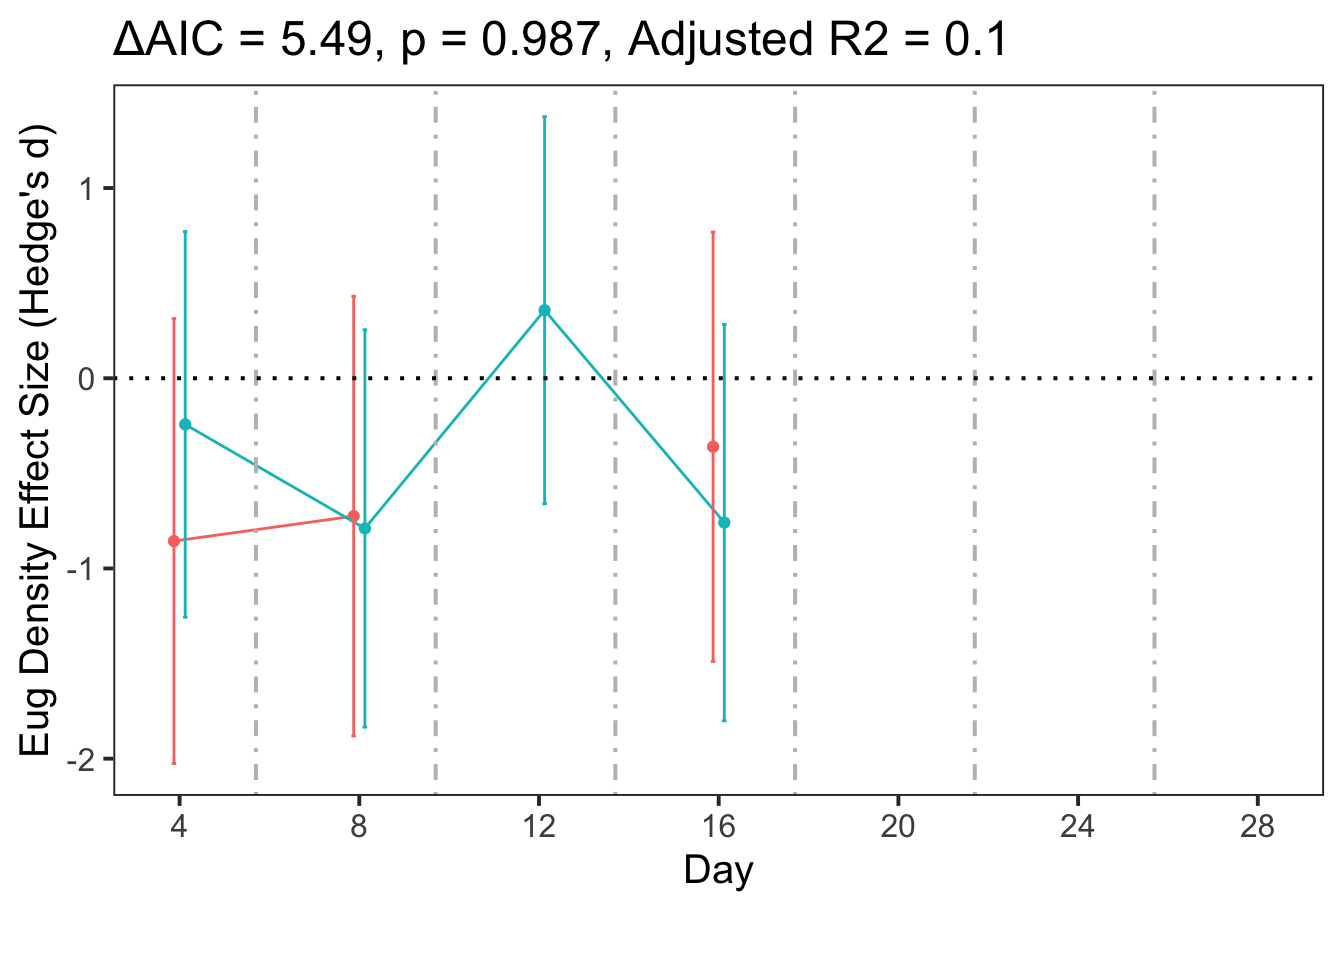 ΔAIC = 5.49, p = 0.987, Adjusted R2 = 0.1
Eug Density Effect Size (Hedge's d)
1
0
-1
-2
4 8 12 16 20 24 28
Day